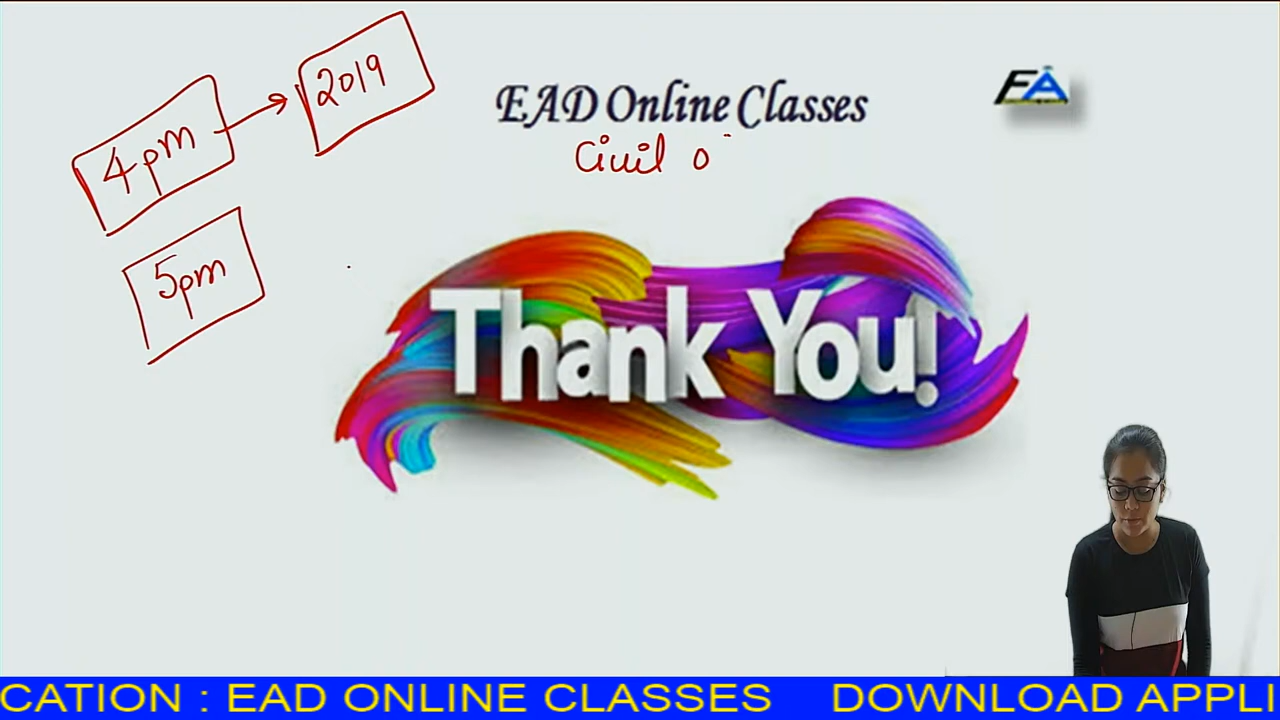 2019
4pm
EAD Online Classes
FA
Civil o
5pm
Thank You!
CATION : EAD ONLINE CLASSES DOWNLOAD APPLI